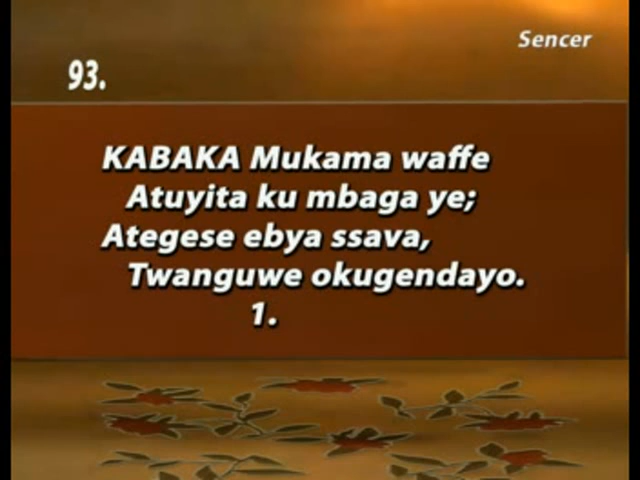 Sencer
93.
KABAKA Mukama waffe
Atuyita ku mbaga ye;
Ategese ebya ssava,
Twanguwe okugendayo.
1.